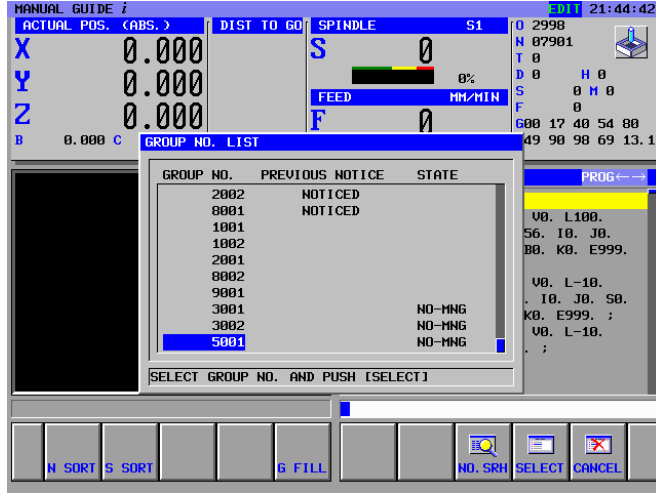 MANUAL GUIDE i EDIT 21:44:42
ACTUAL POS. (ABS.) DIST TO GO SPINDLE S1 O 2998
X 0.000 S 0 N 07901
T 0
Y 0.000 0% D 0 H 0
FEED MM/MIN S 0 M 0
Z 0.000 F 0 F 0
G00 17 40 54 80
B 0.000 C 49 90 98 69 13.1
GROUP NO. LIST
GROUP NO. PREVIOUS NOTICE STATE PROG←→
2002 NOTICED
8001 NOTICED V0. L100.
1001 56. I0. J0.
1002 B0. K0. E999.
2001
8002 V0. L-10.
9001 . I0. J0. S0.
3001 NO-MNG K0. E999. ;
3002 NO-MNG V0. L-10.
5001 NO-MNG . ;
SELECT GROUP NO. AND PUSH [SELECT]
N SORT S SORT G FILL NO.SRH SELECT CANCEL